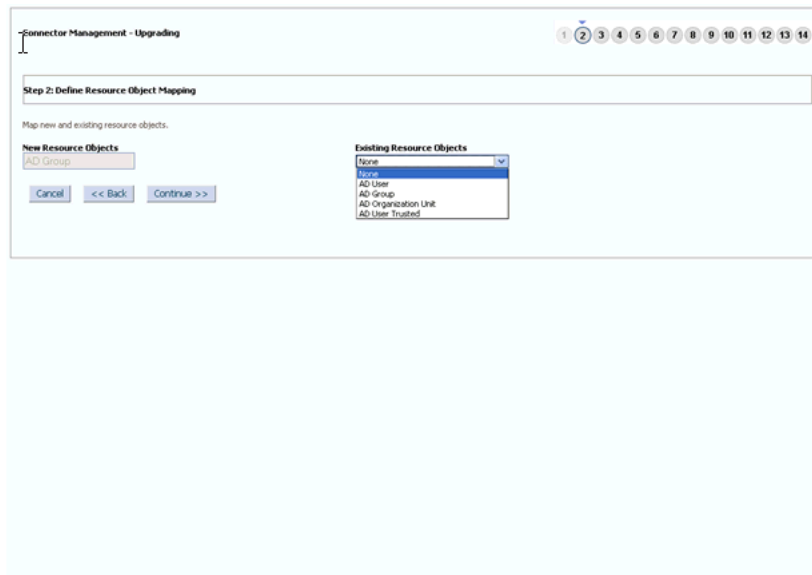 Connector Management - Upgrading
1 2 3 4 5 6 7 8 9 10 11 12 13 14
Step 2: Define Resource Object Mapping
Map new and existing resource objects.
New Resource Objects
Existing Resource Objects
AD Group
None
None
AD User
AD Group
AD Organization Unit
AD User Trusted
Cancel
<< Back
Continue >>